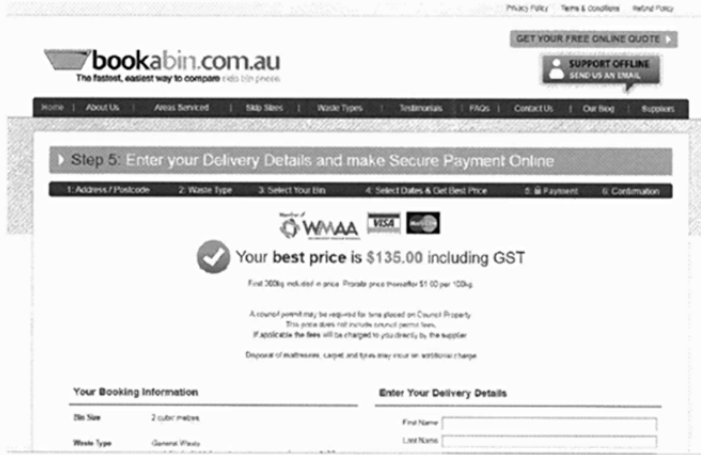 Privacy Policy Terms & Conditions Refund Policy
GET YOUR FREE ONLINE QUOTE
bookabin.com.au
SUPPORT OFFLINE
The fastest, easiest way to compare skip bin prices.
SEND US AN EMAIL
Home | About Us | Areas Serviced | Skip Sizes | Waste Types | Testimonials | FAQs | Contact Us | Our Blog | Suppliers
Step 5: Enter your Delivery Details and make Secure Payment Online
1: Address / Postcode 2: Waste Type 3: Select Your Bin 4: Select Dates & Get Best Price 5: Payment 6: Confirmation
Member of
WMAA VISA MasterCard
Your best price is $135.00 including GST
A council permit may be required for bins placed on Council Property.
This price does not include council permit fees.
If applicable the fees will be charged to you directly by the supplier
Disposal of mattresses, carpet and tyres may incur an additional charge
Your Booking Information Enter Your Delivery Details
Bin Size 2 cubic metres
First Name
Last Name
Waste Type General Waste